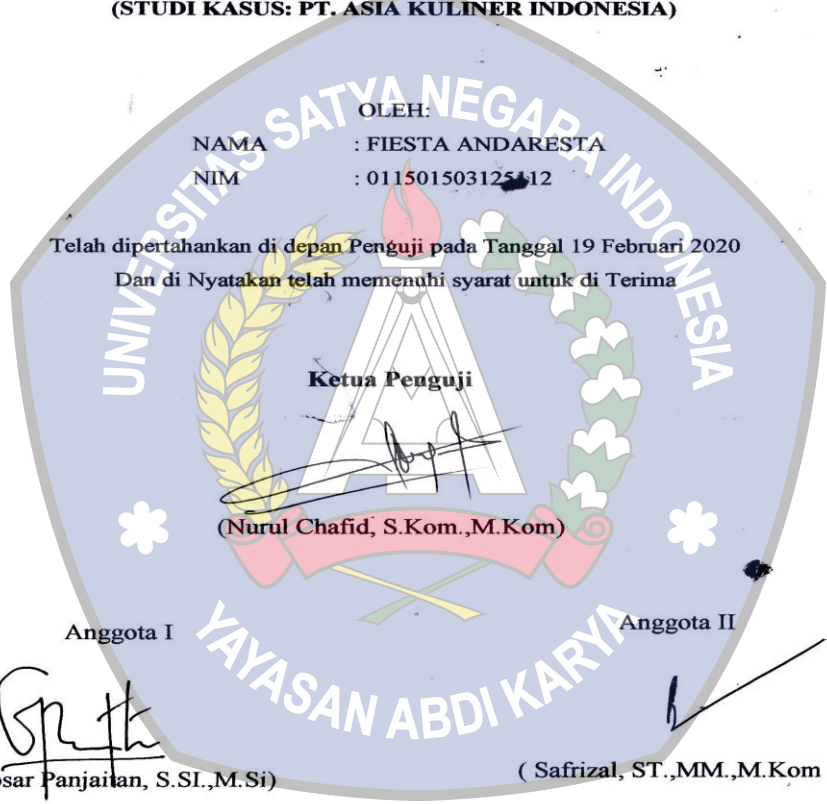 (STUDI KASUS: PT. ASIA KULINER INDONESIA)
OLEH:
NAMA : FIESTA ANDARESTA
NIM : 011501503125112
Telah dipertahankan di depan Penguji pada Tanggal 19 Februari 2020
Dan di Nyatakan telah memenuhi syarat untuk di Terima
Ketua Penguji
(Nurul Chafid, S.Kom.,M.Kom)
Anggota I
Anggota II
Panjaitan, S.SI.,M.Si)
( Safrizal, ST.,MM.,M.Kom
UNIVERSITAS SATYA NEGARA INDONESIA
YAYASAN ABDI KARYA